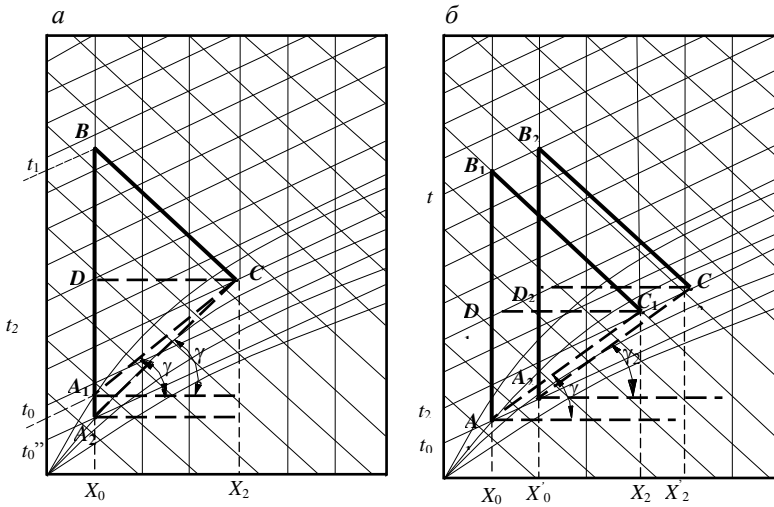 а
б
B
B₂
B₁
t₁
t
D
C
D
D₂
C
C₁
t₂
γ
γ
γ₂
A₁
A₂
γ
t₀
A₂
A
t₂
t₀”
t₀
X₀
X₂
X₀
X'₀
X₂
X'₂